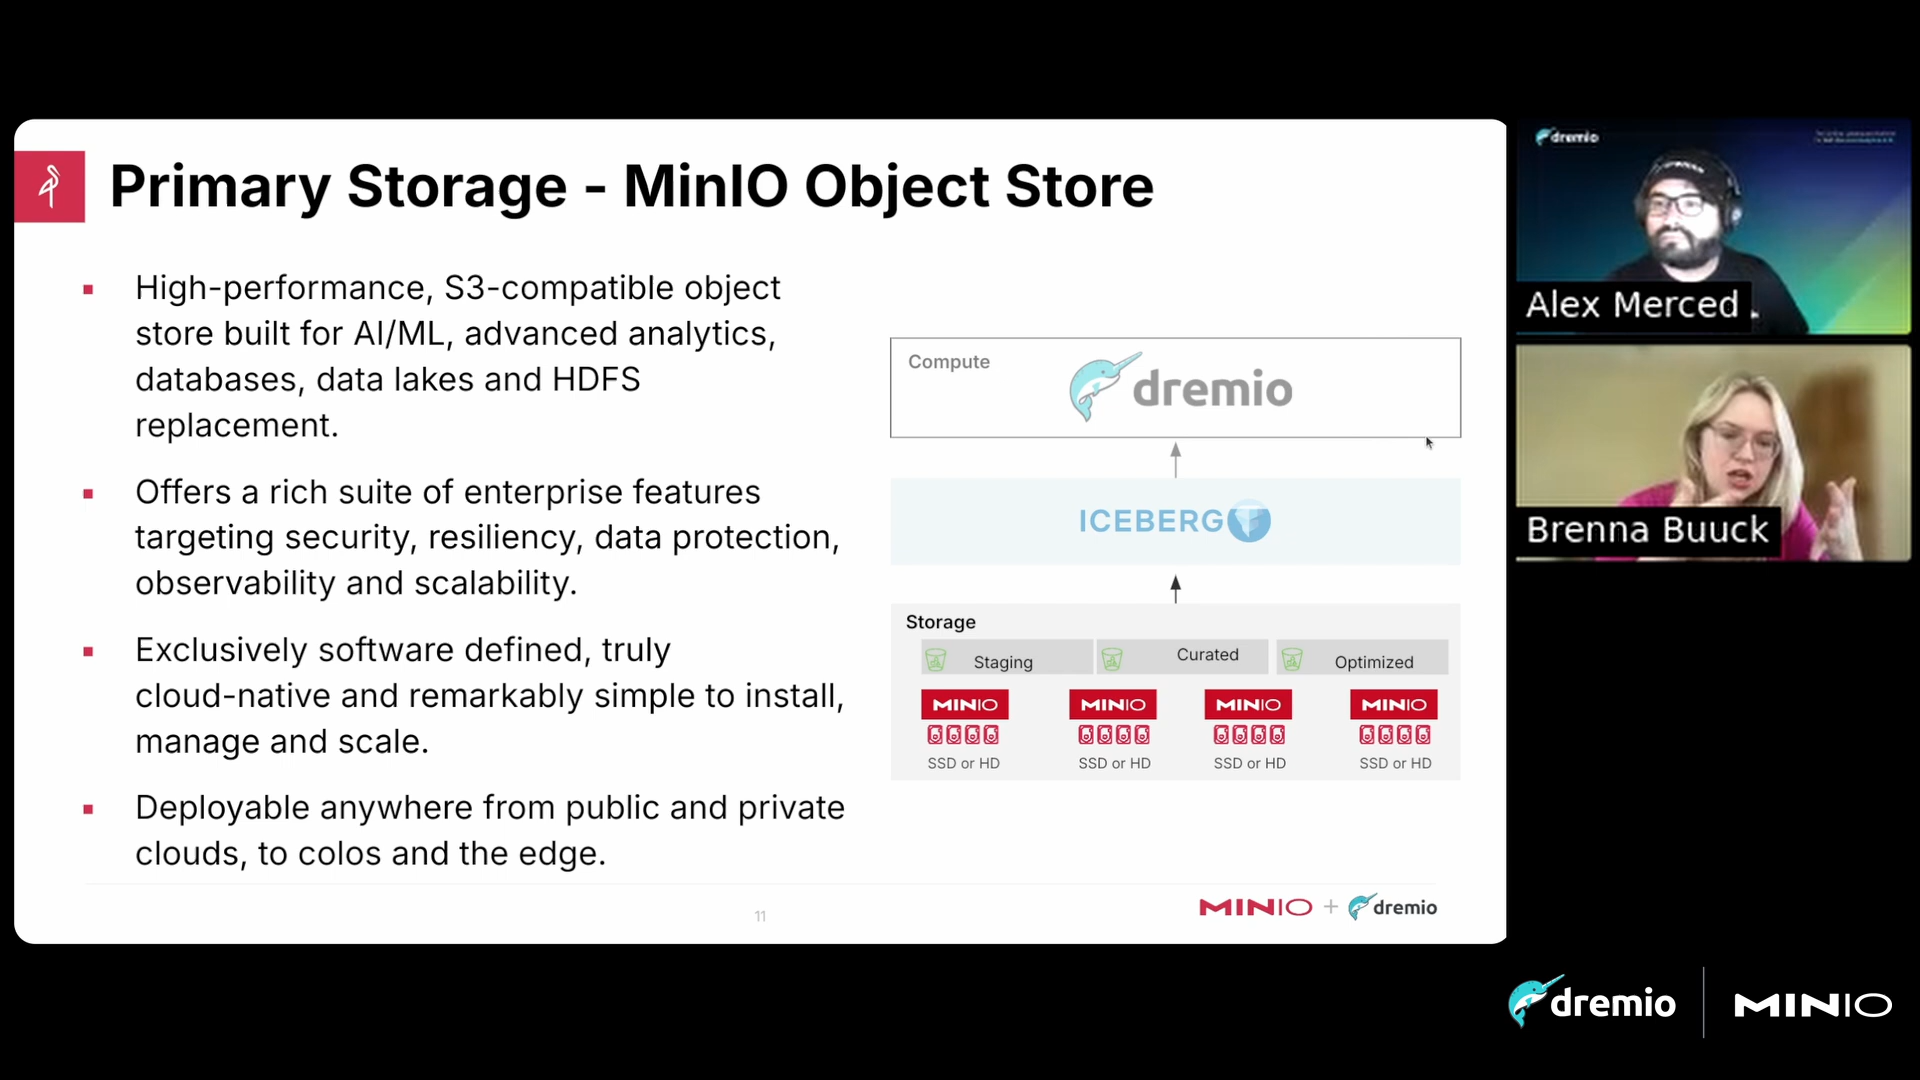 Primary Storage - MinIO Object Store
High-performance, S3-compatible object
store built for AI/ML, advanced analytics,
databases, data lakes and HDFS
replacement.
Offers a rich suite of enterprise features
targeting security, resiliency, data protection,
observability and scalability.
Exclusively software defined, truly
cloud-native and remarkably simple to install,
manage and scale.
Deployable anywhere from public and private
clouds, to colos and the edge.
Compute
dremio
ICEBERG
Storage
Staging
Curated
Optimized
MINIO
MINIO
MINIO
MINIO
SSD or HD
SSD or HD
SSD or HD
SSD or HD
11
MINIO + dremio
dremio
Alex Merced
Brenna Buuck
dremio
MINIO